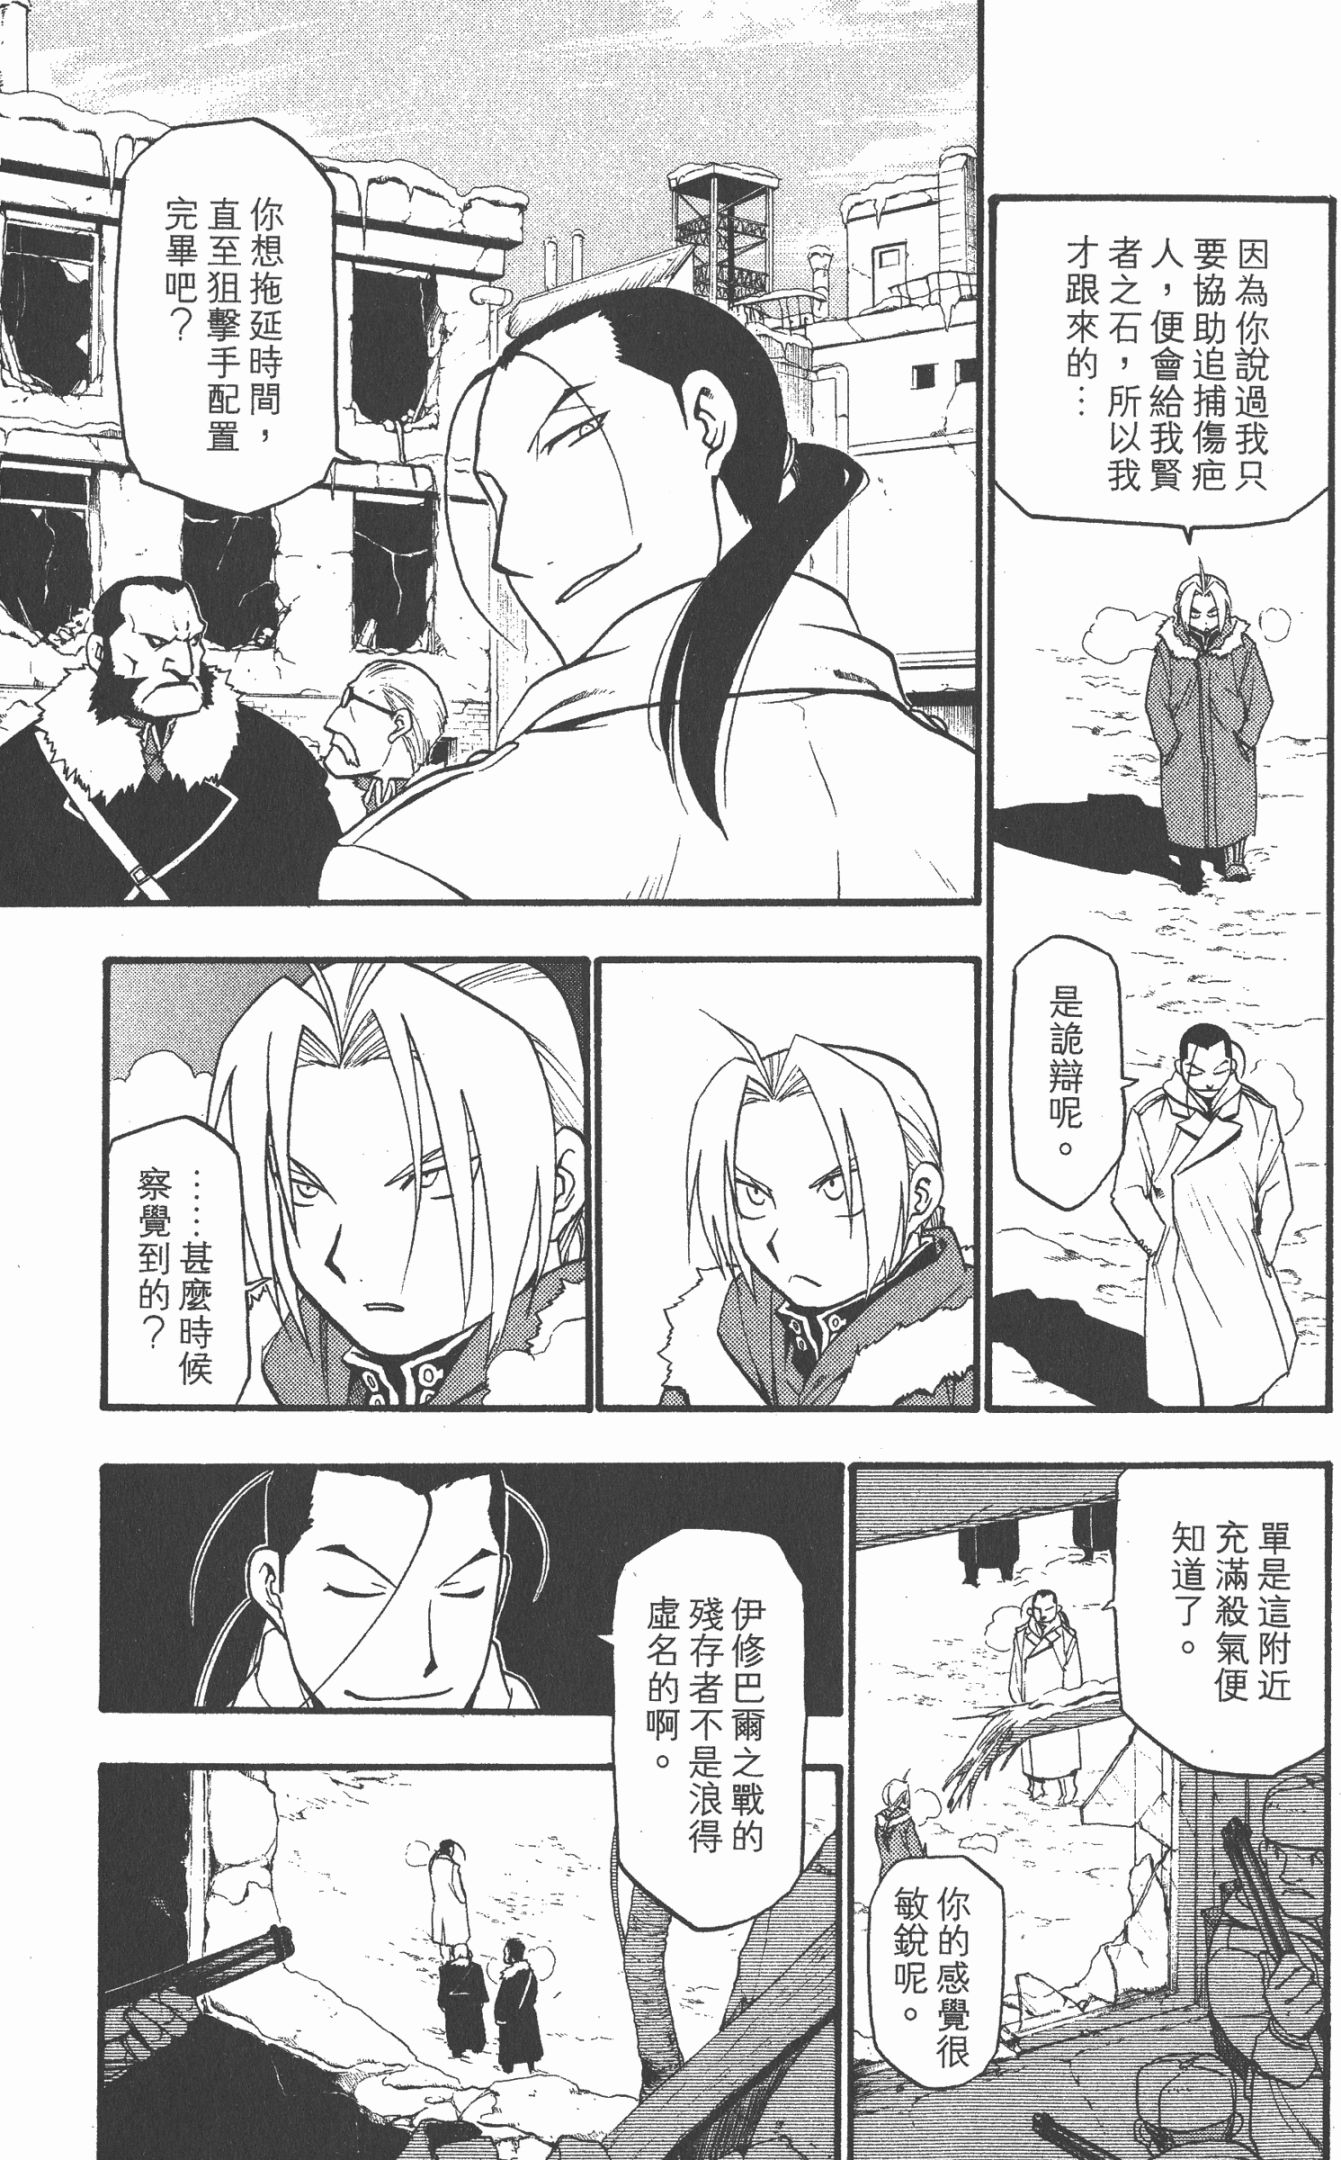 因為你說過我只
要協助追捕傷疤
人，便會給我賢
者之石，所以我
才跟來的…
是詭辯呢。
你想拖延時間，
直至狙擊手配置
完畢吧？
……甚麼時候
察覺到的？
單是這附近
充滿殺氣便
知道了。
你的感覺很
敏銳呢。
伊修巴爾之戰的
殘存者不是浪得
虛名的啊。